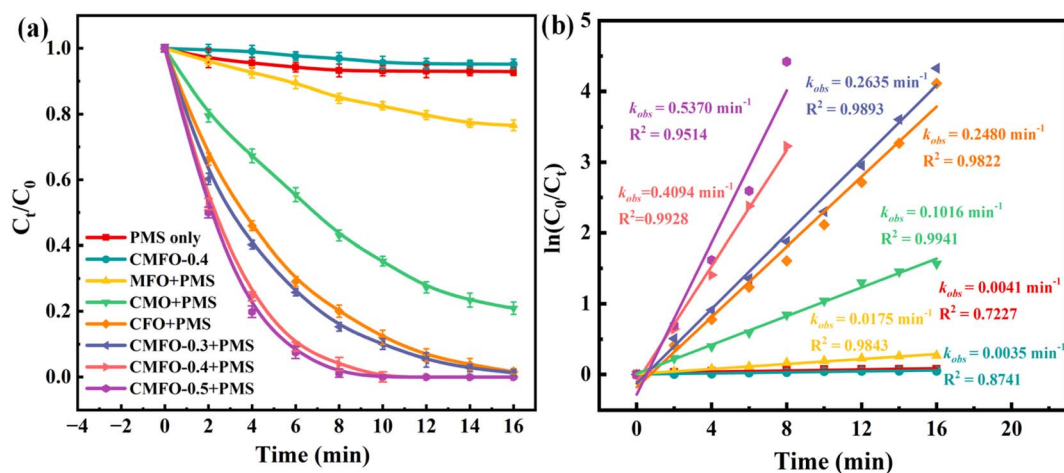 (a)
Ct/C0
1.0
0.8
0.6
0.4
0.2
0.0
PMS only
CMFO-0.4
MFO+PMS
CMO+PMS
CFO+PMS
CMFO-0.3+PMS
CMFO-0.4+PMS
CMFO-0.5+PMS
−4 −2 0 2 4 6 8 10 12 14 16
Time (min)
(b)
ln(C0/Ct)
5
4
3
2
1
0
kobs = 0.5370 min-1
R2 = 0.9514
kobs = 0.2635 min-1
R2 = 0.9893
kobs = 0.2480 min-1
R2 = 0.9822
kobs = 0.4094 min-1
R2=0.9928
kobs = 0.1016 min-1
R2 = 0.9941
kobs = 0.0041 min-1
R2 = 0.7227
kobs = 0.0175 min-1
R2 = 0.9843
kobs = 0.0035 min-1
R2 = 0.8741
0 4 8 12 16 20
Time (min)